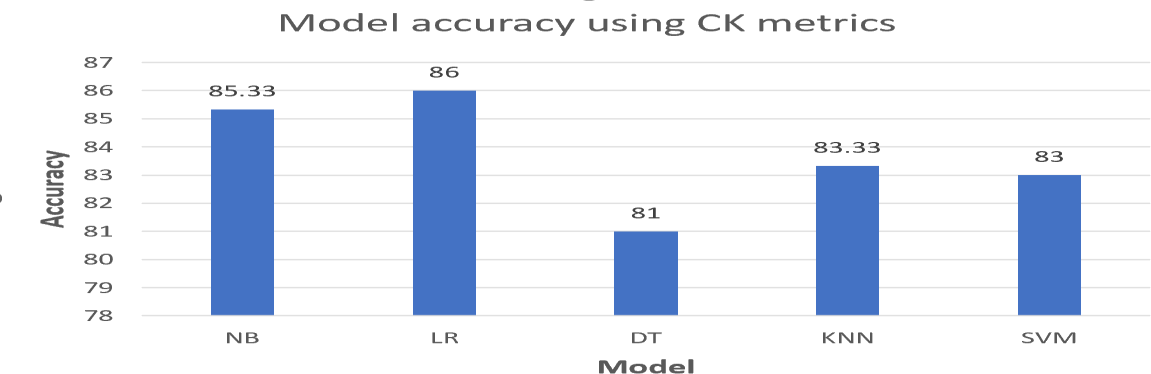 Model accuracy using CK metrics
87
86
85
84
83
82
81
80
79
78
Accuracy
85.33
86
81
83.33
83
NB
LR
DT
KNN
SVM
Model